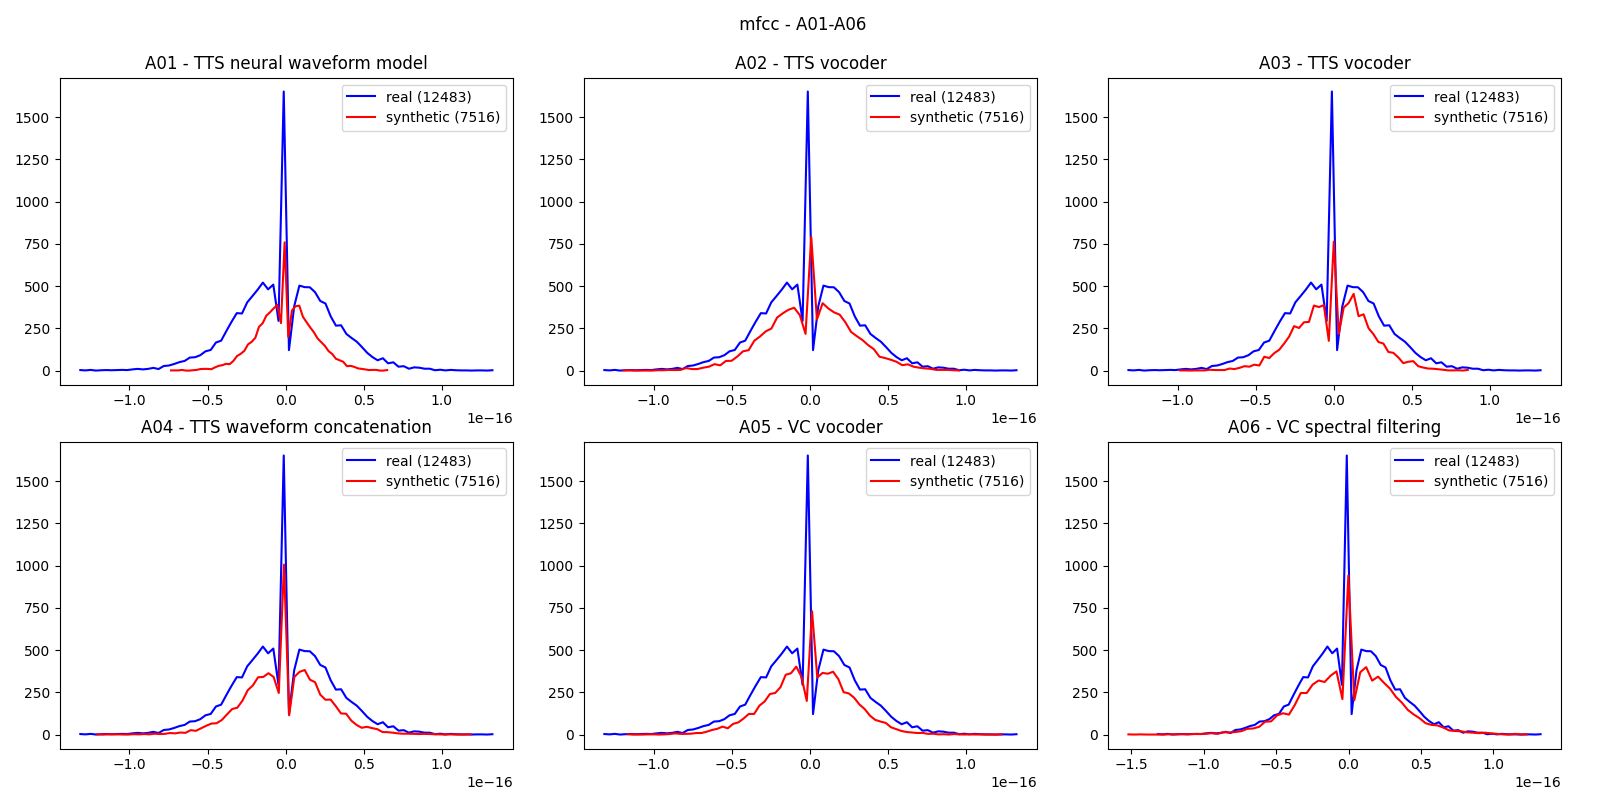 mfcc - A01-A06
A01 - TTS neural waveform model
real (12483)
synthetic (7516)
1500
1250
1000
750
500
250
0
−1.0 −0.5 0.0 0.5 1.0
1e−16
A02 - TTS vocoder
real (12483)
synthetic (7516)
1500
1250
1000
750
500
250
0
−1.0 −0.5 0.0 0.5 1.0
1e−16
A03 - TTS vocoder
real (12483)
synthetic (7516)
1500
1250
1000
750
500
250
0
−1.0 −0.5 0.0 0.5 1.0
1e−16
A04 - TTS waveform concatenation
real (12483)
synthetic (7516)
1500
1250
1000
750
500
250
0
−1.0 −0.5 0.0 0.5 1.0
1e−16
A05 - VC vocoder
real (12483)
synthetic (7516)
1500
1250
1000
750
500
250
0
−1.0 −0.5 0.0 0.5 1.0
1e−16
A06 - VC spectral filtering
real (12483)
synthetic (7516)
1500
1250
1000
750
500
250
0
−1.5 −1.0 −0.5 0.0 0.5 1.0
1e−16